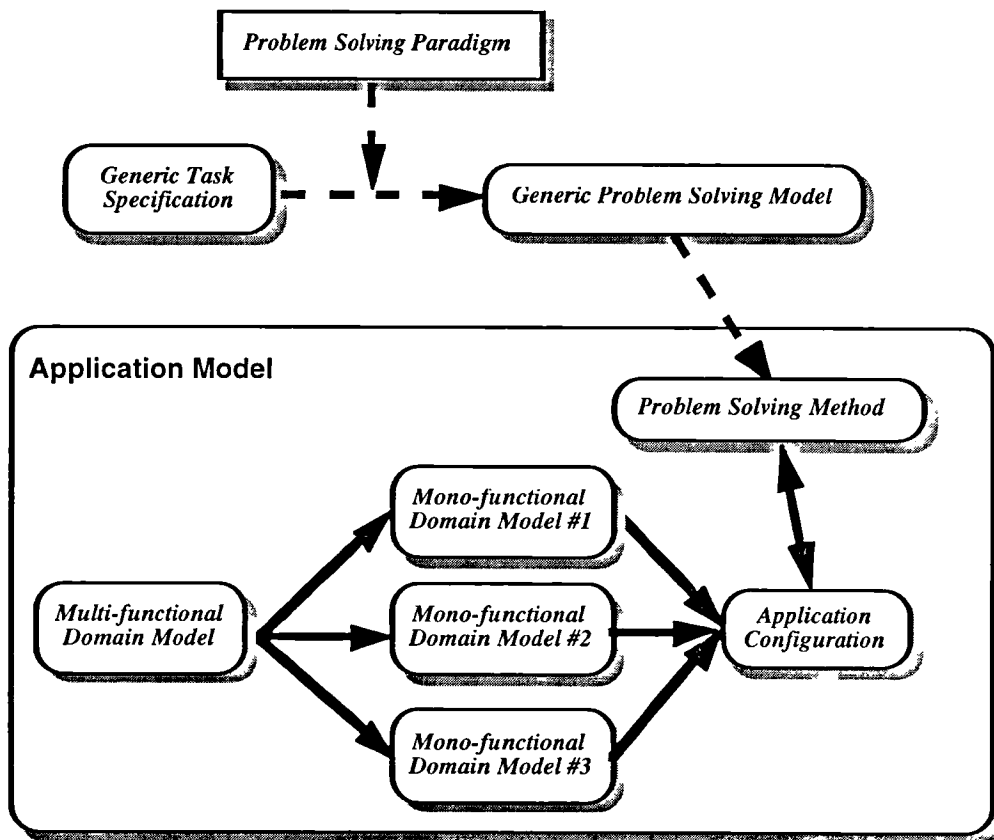 Problem Solving Paradigm
Generic Task
Specification
Generic Problem Solving Model
Application Model
Problem Solving Method
Mono-functional
Domain Model #1
Multi-functional
Domain Model
Mono-functional
Domain Model #2
Application
Configuration
Mono-functional
Domain Model #3